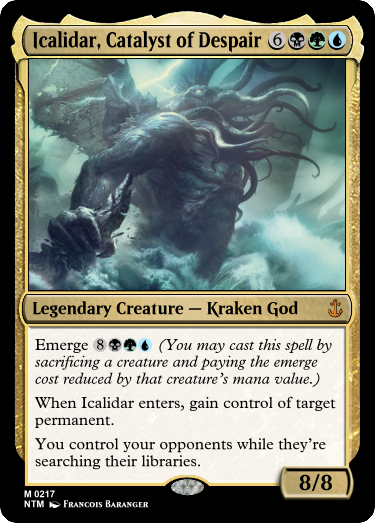 Icalidar, Catalyst of Despair 6
Legendary Creature — Kraken God
Emerge 8 (You may cast this spell by
sacrificing a creature and paying the emerge
cost reduced by that creature's mana value.)
When Icalidar enters, gain control of target
permanent.
You control your opponents while they're
searching their libraries.
8/8
M 0217
NTM Francois Baranger